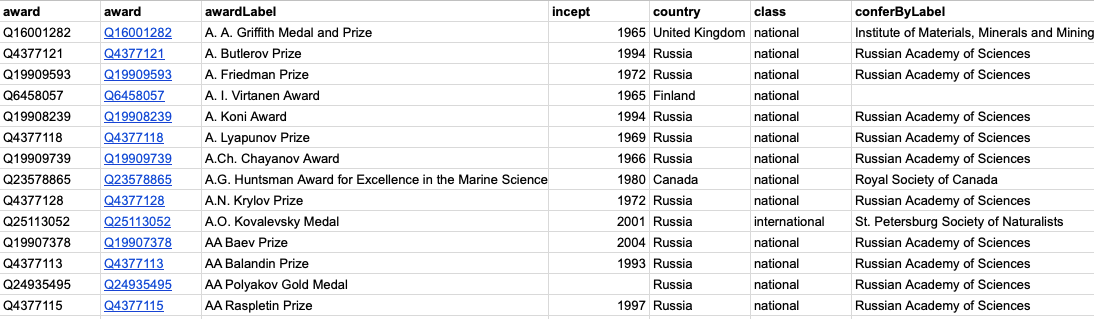 award award awardLabel incept country class conferByLabel
Q16001282 Q16001282 A. A. Griffith Medal and Prize 1965 United Kingdom national Institute of Materials, Minerals and Mining
Q4377121 Q4377121 A. Butlerov Prize 1994 Russia national Russian Academy of Sciences
Q19909593 Q19909593 A. Friedman Prize 1972 Russia national Russian Academy of Sciences
Q6458057 Q6458057 A. I. Virtanen Award 1965 Finland national
Q19908239 Q19908239 A. Koni Award 1994 Russia national Russian Academy of Sciences
Q4377118 Q4377118 A. Lyapunov Prize 1969 Russia national Russian Academy of Sciences
Q19909739 Q19909739 A.Ch. Chayanov Award 1966 Russia national Russian Academy of Sciences
Q23578865 Q23578865 A.G. Huntsman Award for Excellence in the Marine Science 1980 Canada national Royal Society of Canada
Q4377128 Q4377128 A.N. Krylov Prize 1972 Russia national Russian Academy of Sciences
Q25113052 Q25113052 A.O. Kovalevsky Medal 2001 Russia international St. Petersburg Society of Naturalists
Q19907378 Q19907378 AA Baev Prize 2004 Russia national Russian Academy of Sciences
Q4377113 Q4377113 AA Balandin Prize 1993 Russia national Russian Academy of Sciences
Q24935495 Q24935495 AA Polyakov Gold Medal Russia national Russian Academy of Sciences
Q4377115 Q4377115 AA Raspletin Prize 1997 Russia national Russian Academy of Sciences